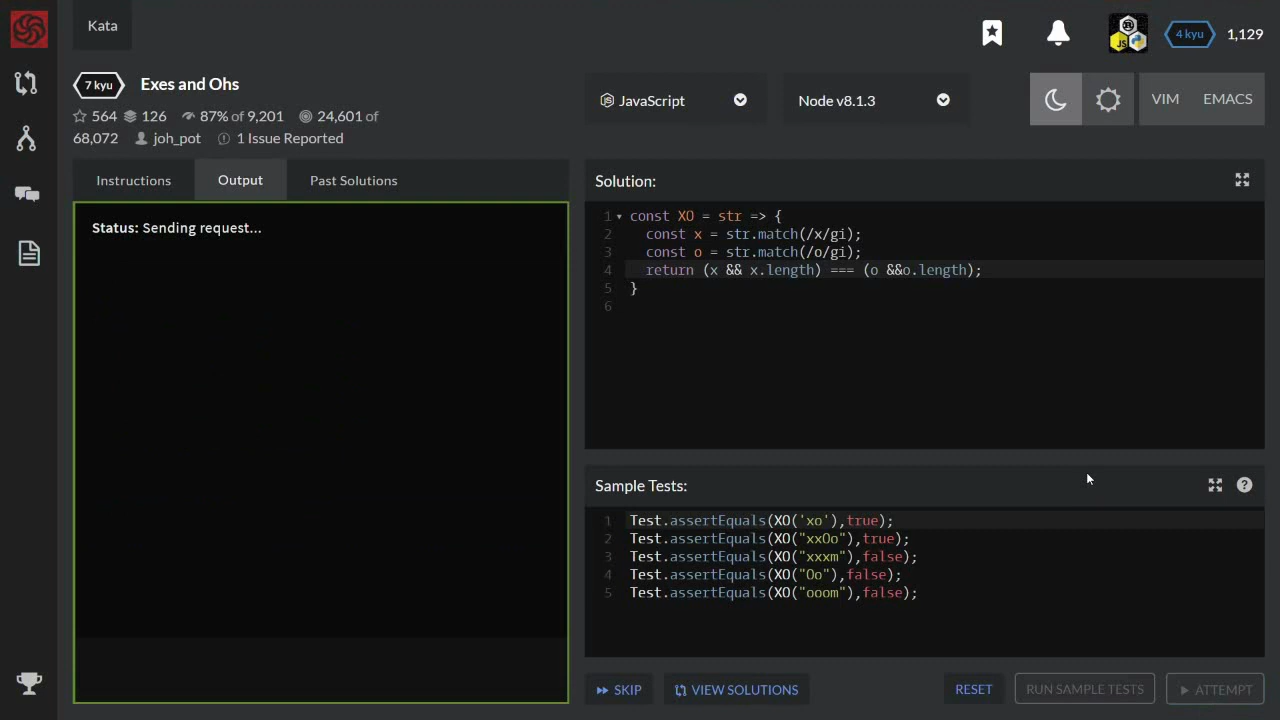 Kata
4 kyu
1,129
7 kyu
Exes and Ohs
564 126 87% of 9,201 24,601 of
68,072 joh_pot 1 Issue Reported
JavaScript
Node v8.1.3
VIM
EMACS
Instructions
Output
Past Solutions
Status: Sending request...
Solution:
1 const XO = str => {
2 const x = str.match(/x/gi);
3 const o = str.match(/o/gi);
4 return (x && x.length) === (o &&o.length);
5 }
6
Sample Tests:
1 Test.assertEquals(XO('xo'),true);
2 Test.assertEquals(XO("xxOo"),true);
3 Test.assertEquals(XO("xxxm"),false);
4 Test.assertEquals(XO("Oo"),false);
5 Test.assertEquals(XO("ooom"),false);
SKIP
VIEW SOLUTIONS
RESET
RUN SAMPLE TESTS
ATTEMPT